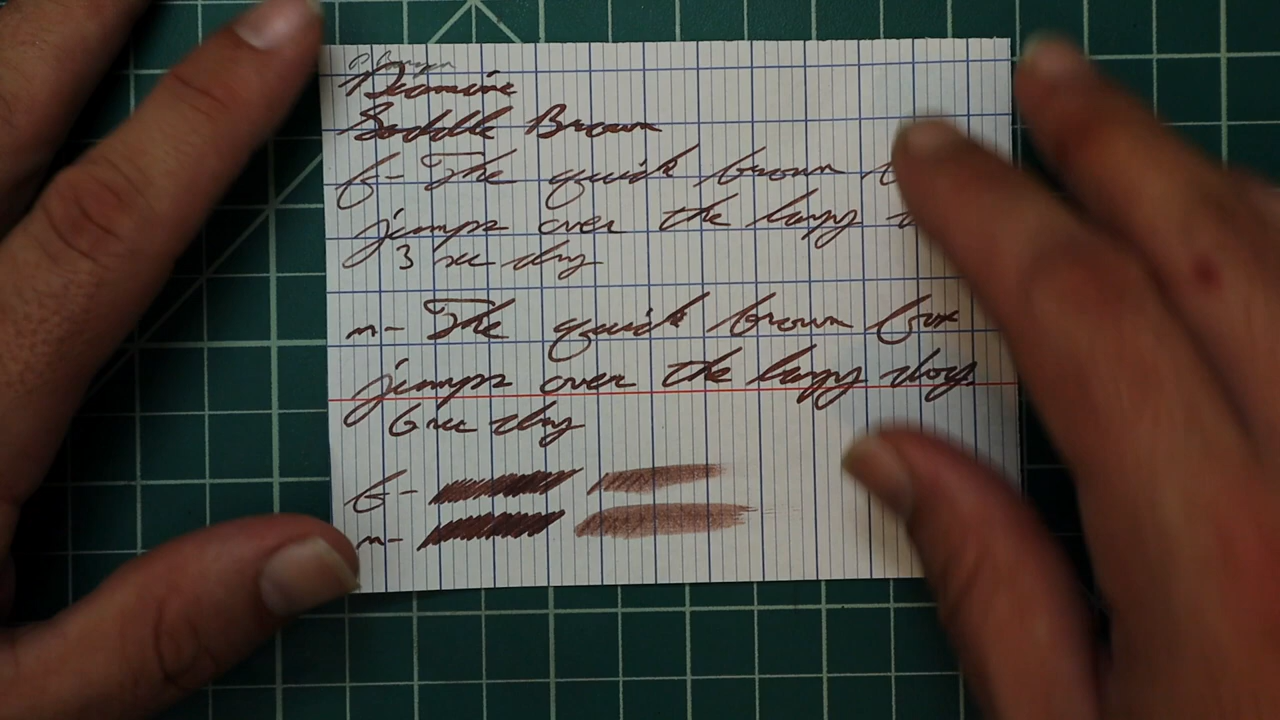 Diamine
Saddle Brown
f- The quick brown
jumps over the lazy
3 sec dry
m- The quick brown fox
jumps over the lazy dog.
6 sec dry
f-
m-